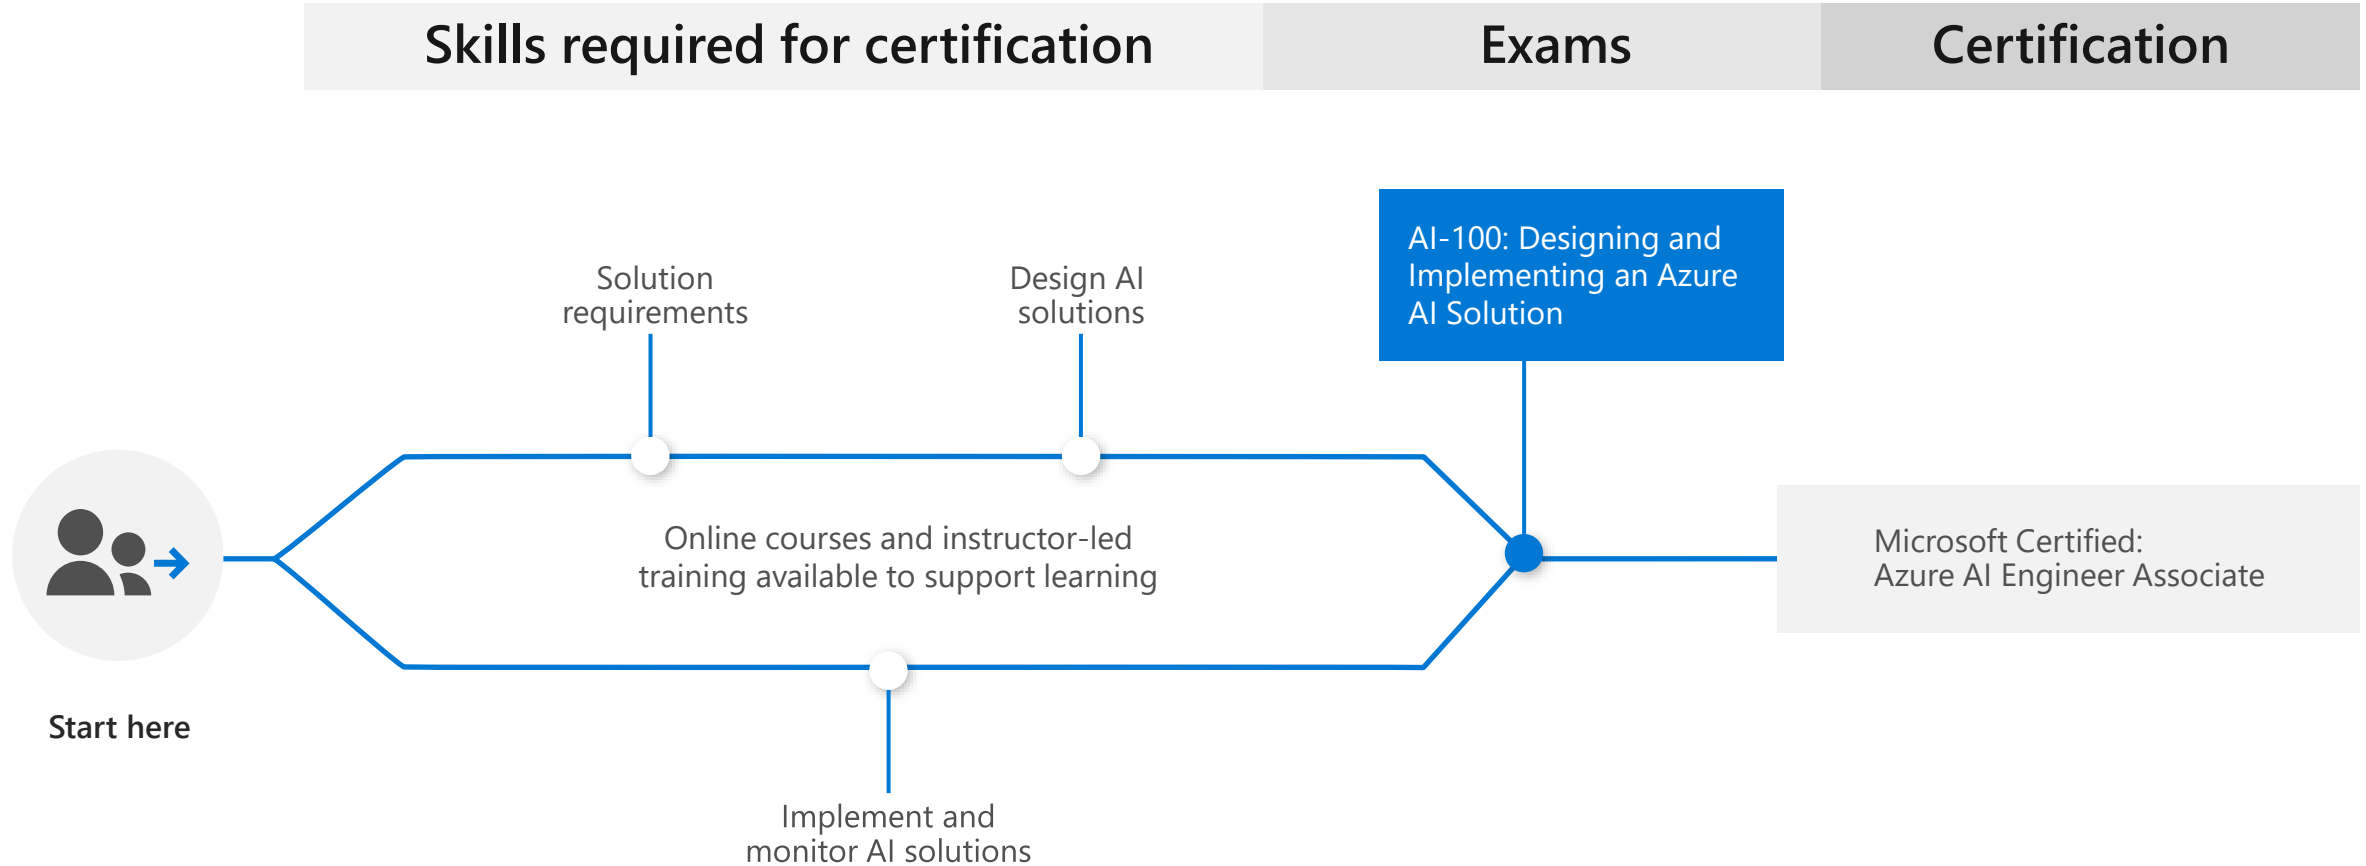 Skills required for certification
Exams
Certification
Solution
requirements
Design AI
solutions
AI-100: Designing and
Implementing an Azure
AI Solution
Online courses and instructor-led
training available to support learning
Microsoft Certified:
Azure AI Engineer Associate
Start here
Implement and
monitor AI solutions